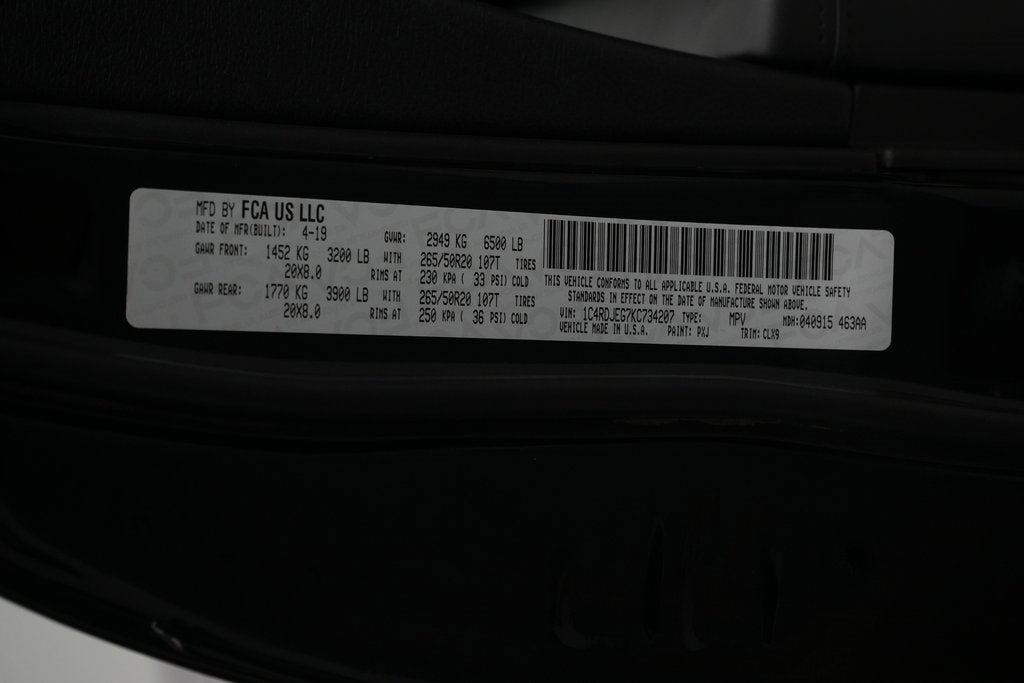 MFD BY FCA US LLC
DATE OF MFR(BUILT): 4-19 GVWR: 2949 KG 6500 LB
GAWR FRONT: 1452 KG 3200 LB WITH 265/50R20 107T TIRES
20X8.0 RIMS AT 230 KPA ( 33 PSI) COLD
GAWR REAR: 1770 KG 3900 LB WITH 265/50R20 107T TIRES
20X8.0 RIMS AT 250 KPA ( 36 PSI) COLD
THIS VEHICLE CONFORMS TO ALL APPLICABLE U.S.A. FEDERAL MOTOR VEHICLE SAFETY
STANDARDS IN EFFECT ON THE DATE OF MANUFACTURE SHOWN ABOVE.
VIN: 1C4RDJEG7KC734207 TYPE: MPV MDH: 040915 463AA
VEHICLE MADE IN U.S.A. PAINT: PXJ TRIM: CLX9